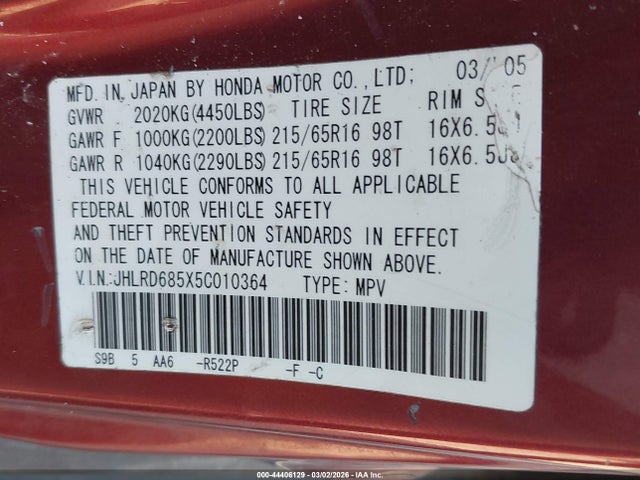 MFD. IN JAPAN BY HONDA MOTOR CO., LTD; 03/05
GVWR 2020KG(4450LBS) TIRE SIZE RIM
GAWR F 1000KG(2200LBS) 215/65R16 98T 16X6.5
GAWR R 1040KG(2290LBS) 215/65R16 98T 16X6.5
THIS VEHICLE CONFORMS TO ALL APPLICABLE
FEDERAL MOTOR VEHICLE SAFETY
AND THEFT PREVENTION STANDARDS IN EFFECT
ON THE DATE OF MANUFACTURE SHOWN ABOVE.
V.I.N.:JHLRD685X5C010364 TYPE: MPV
S9B 5 AA6 -R522P -F -C
000-44406129 - 03/02/2026 - IAA Inc.